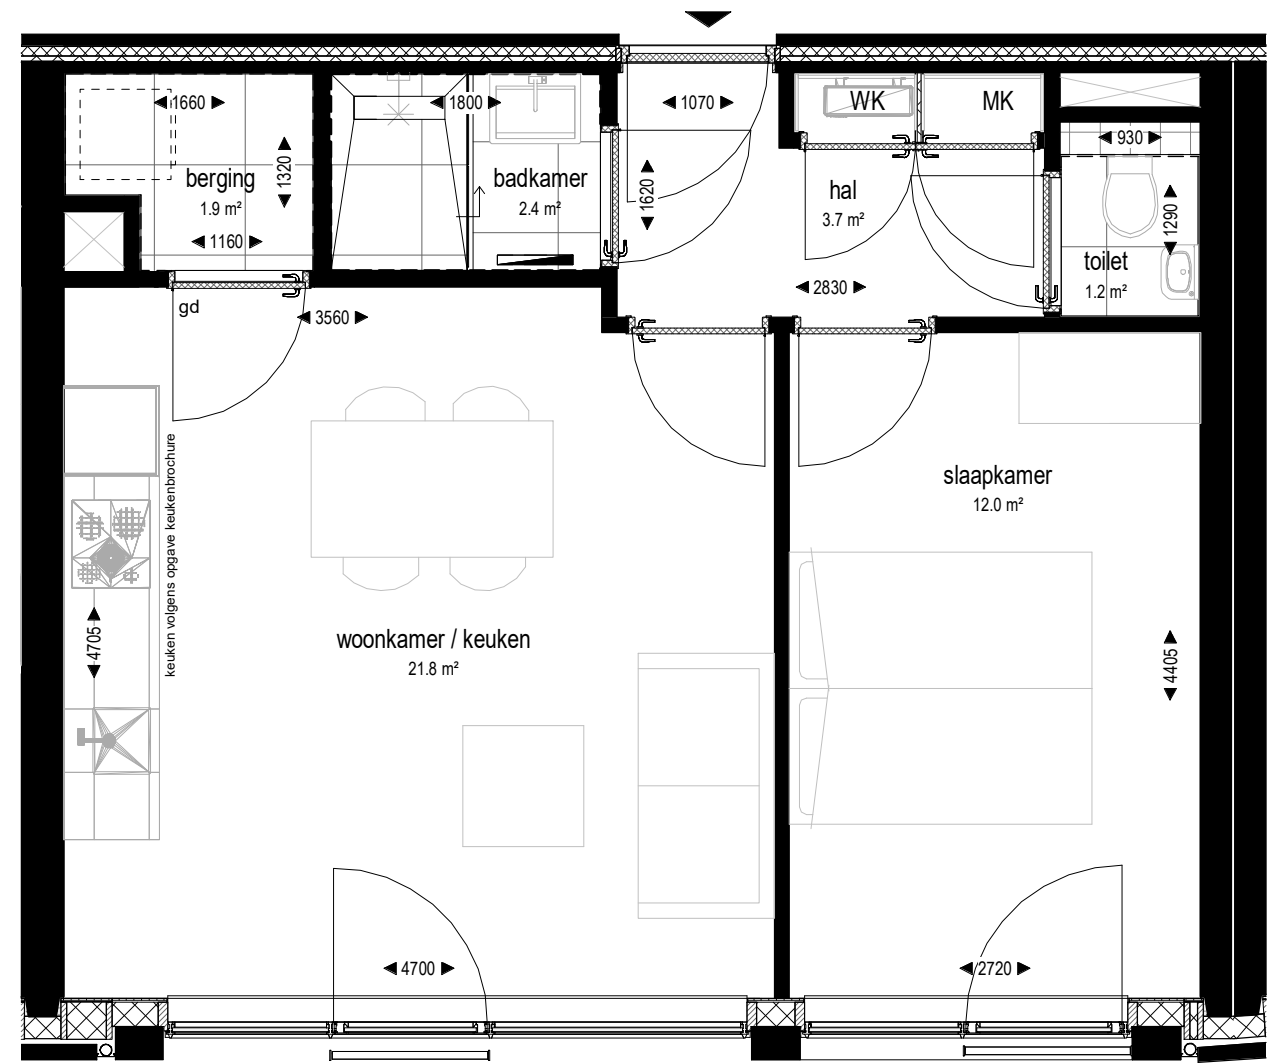 1660
1800
1070
WK
MK
930
1320
berging
1.9 m²
badkamer
2.4 m²
1620
hal
3.7 m²
1290
1160
toilet
1.2 m²
2830
gd
3560
keuken volgens opgave keukenbrochure
slaapkamer
12.0 m²
4705
woonkamer / keuken
21.8 m²
4405
4700
2720